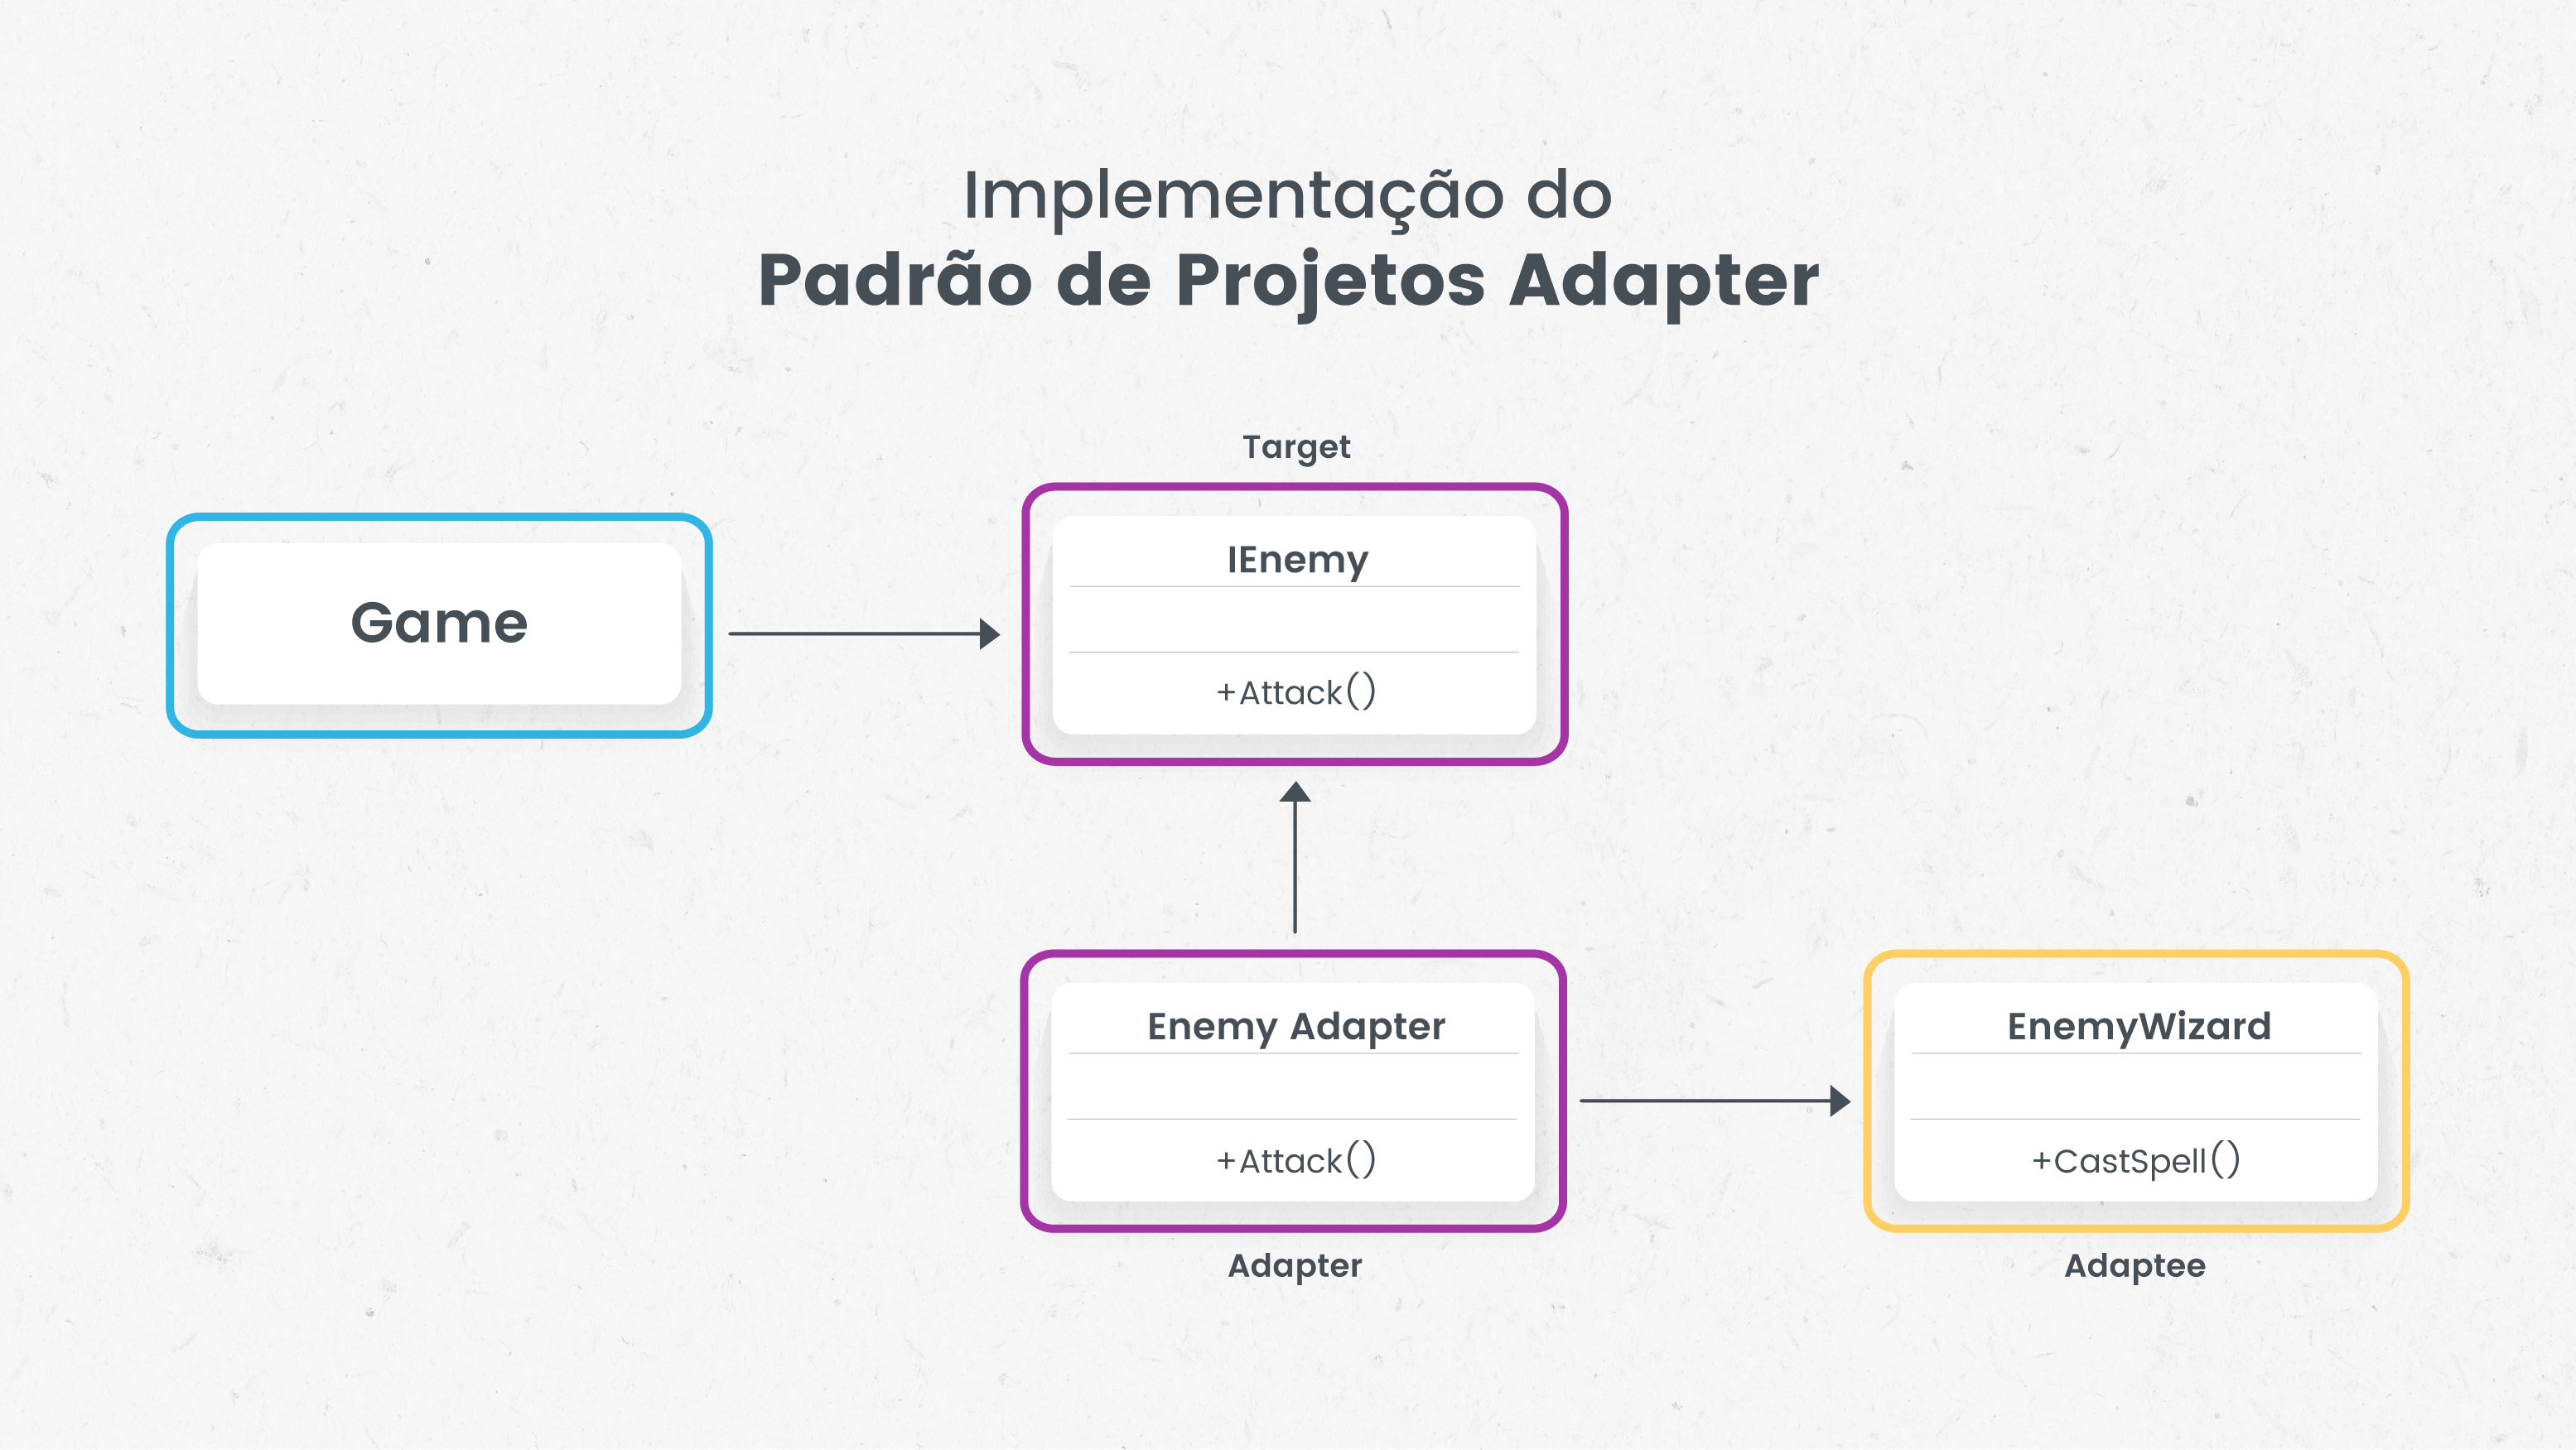 Implementação do
Padrão de Projetos Adapter
Target
Game
IEnemy
+Attack()
Enemy Adapter
+Attack()
Adapter
EnemyWizard
+CastSpell()
Adaptee